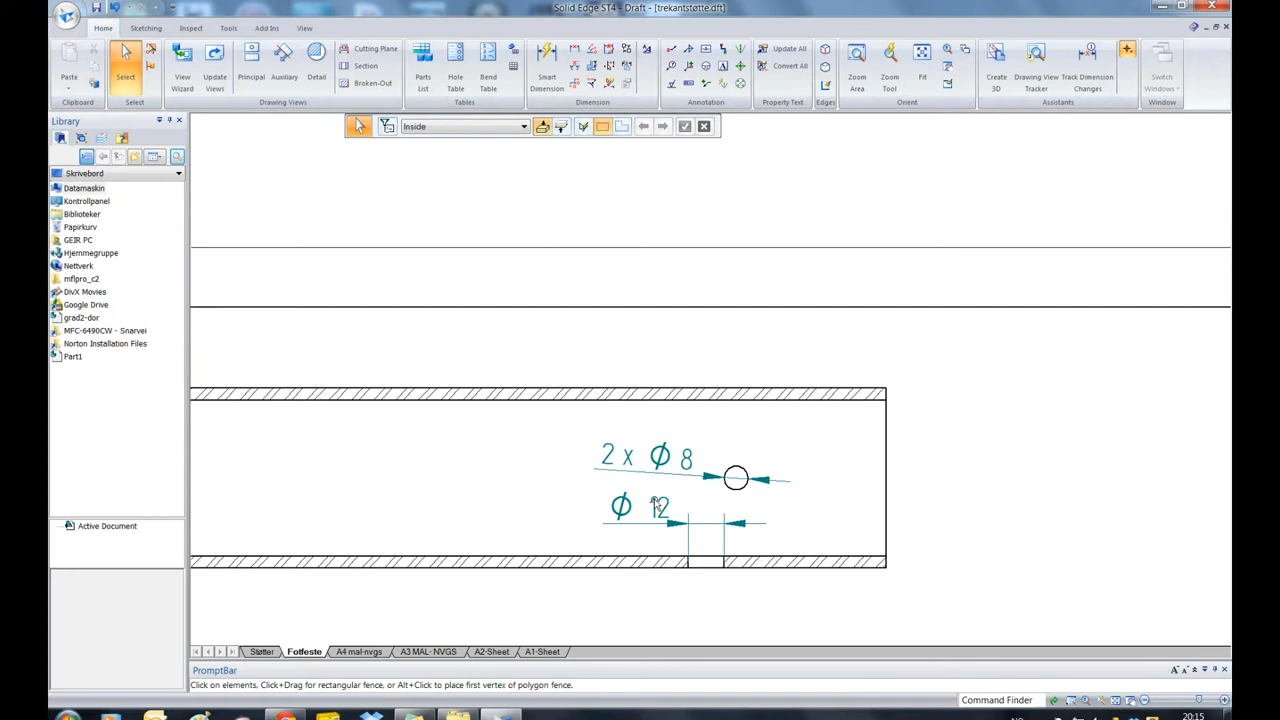 Solid Edge ST4 - Draft - [trekantstøtte.dft]
Home Sketching Inspect Tools Add Ins View
Paste
Clipboard
Select
Select
View Wizard
Update Views
Principal
Auxiliary
Detail
Cutting Plane
Section
Broken-Out
Drawing Views
Parts List
Hole Table
Bend Table
Tables
Smart Dimension
Dimension
Annotation
Update All
Convert All
Property Text
Edges
Zoom Area
Zoom Tool
Fit
Orient
Create 3D
Drawing View Tracker
Track Dimension Changes
Assistants
Switch Windows
Window
Library
Inside
Skrivebord
Datamaskin
Kontrollpanel
Biblioteker
Papirkurv
GEIR PC
Hjemmegruppe
Nettverk
mflpro_c2
DivX Movies
Google Drive
grad2-dor
MFC-6490CW - Snarvei
Norton Installation Files
Part1
Active Document
2 x Ø 8
Ø 12
Støtter Fotfeste A4 mal-nvgs A3 MAL- NVGS A2-Sheet A1-Sheet
PromptBar
Click on elements, Click+Drag for rectangular fence, or Alt+Click to place first vertex of polygon fence.
Command Finder
NO
20:15